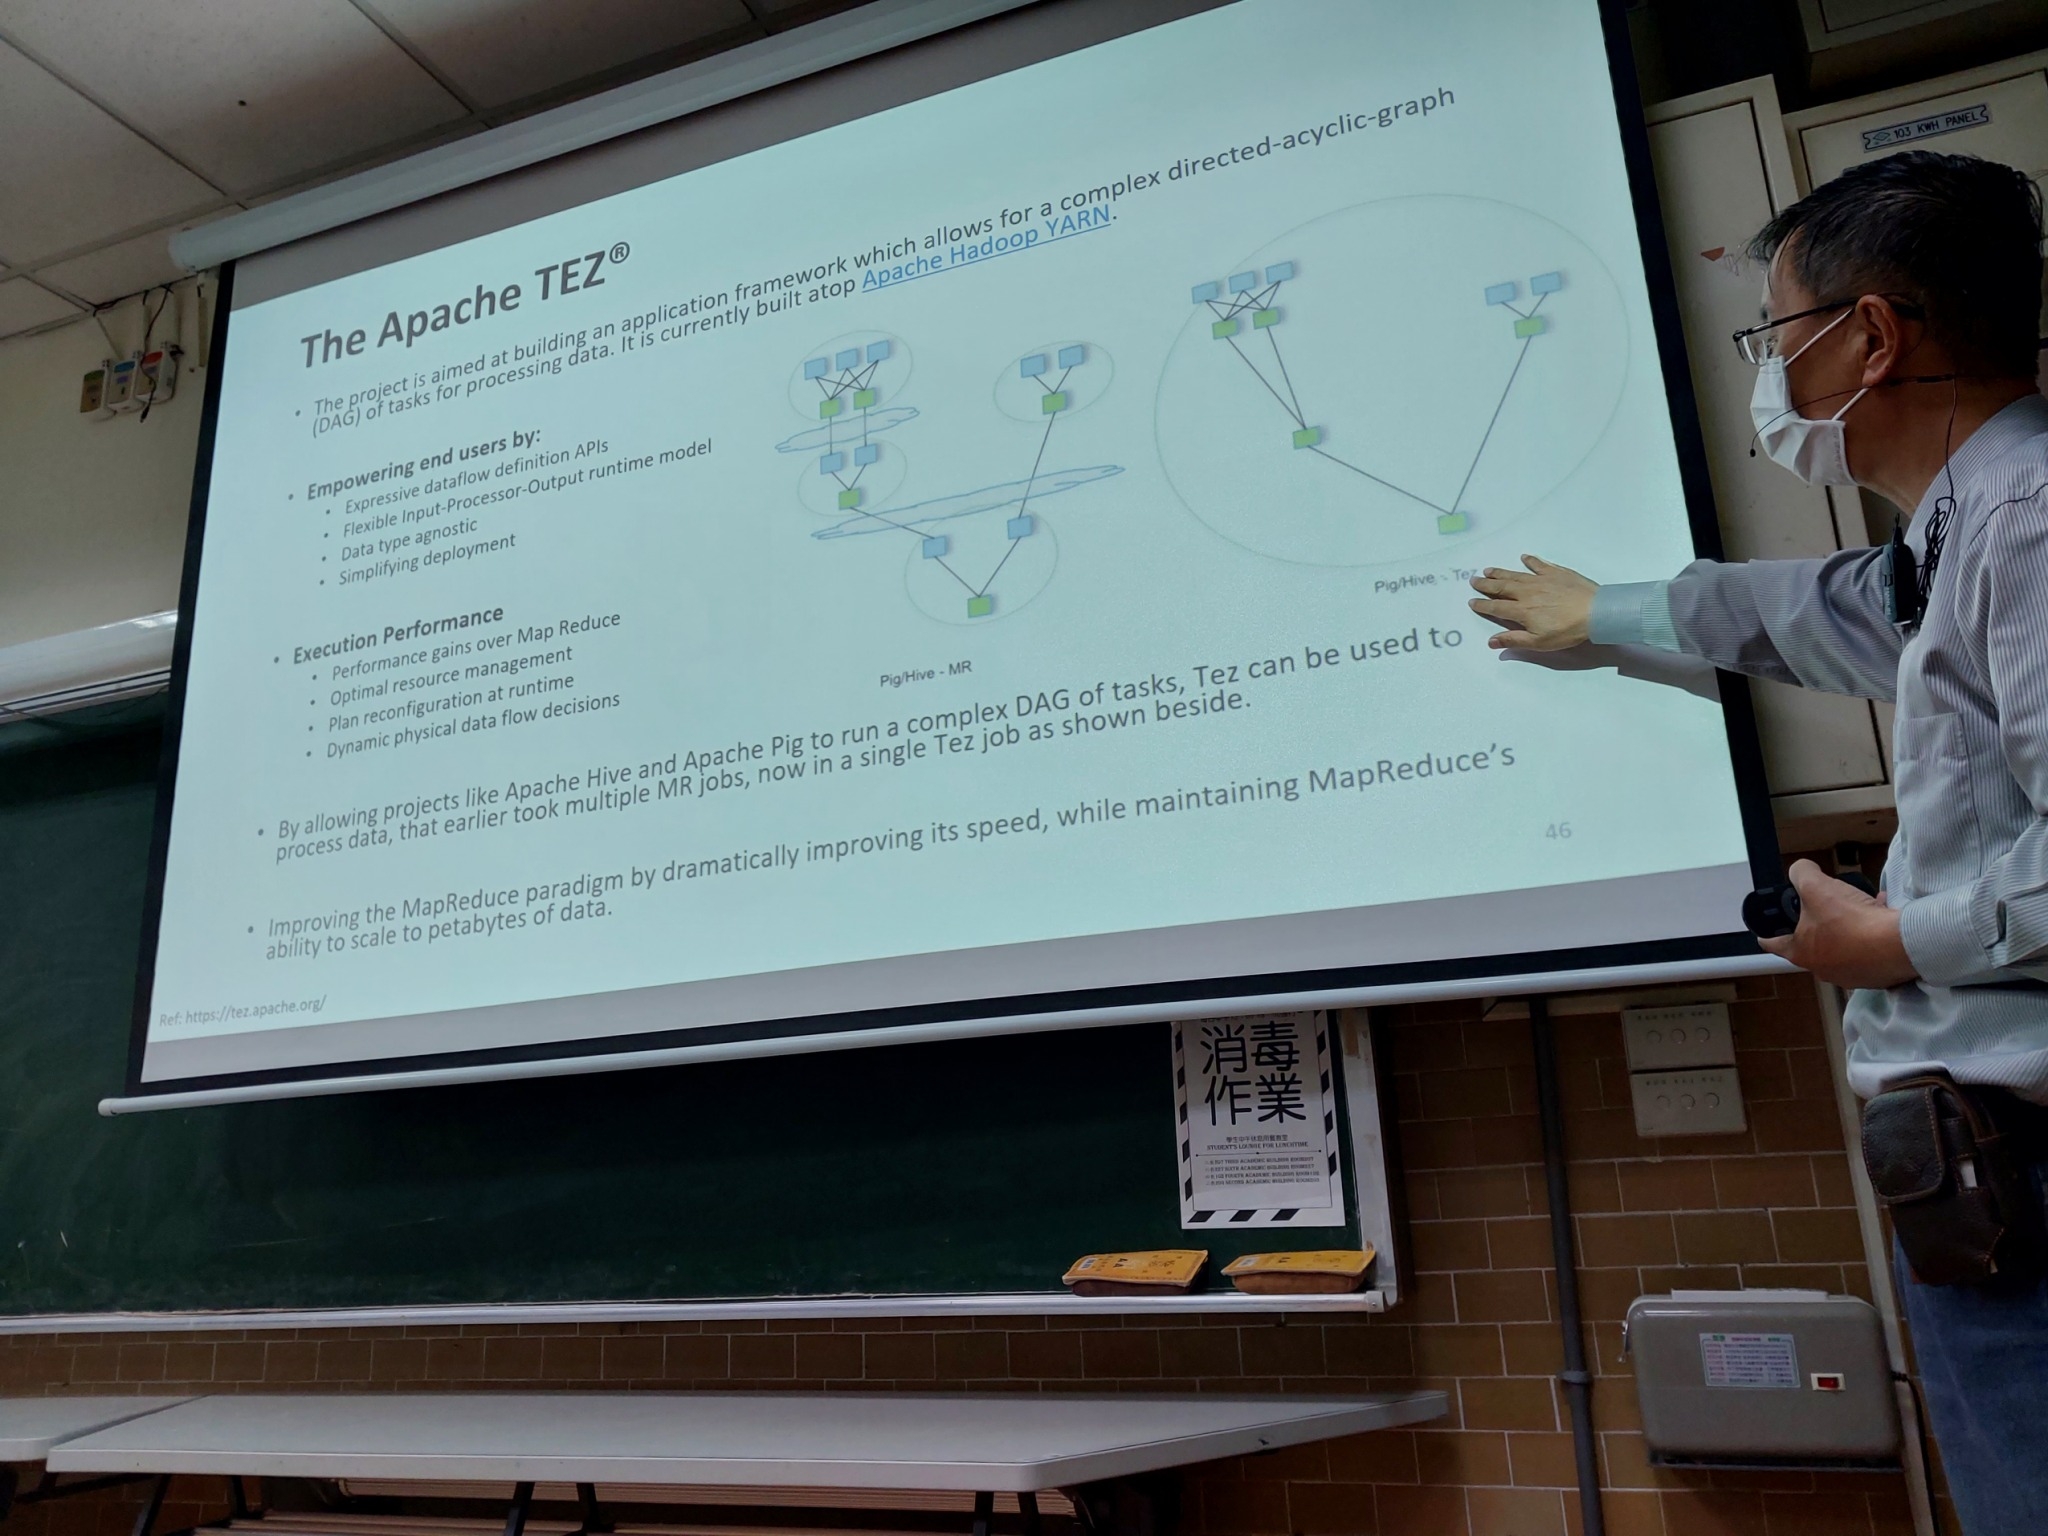 The Apache TEZ®
• The project is aimed at building an application framework which allows for a complex directed-acyclic-graph
(DAG) of tasks for processing data. It is currently built atop Apache Hadoop YARN.
• Empowering end users by:
• Expressive dataflow definition APIs
• Flexible Input-Processor-Output runtime model
• Data type agnostic
• Simplifying deployment
• Execution Performance
• Performance gains over Map Reduce
• Optimal resource management
• Plan reconfiguration at runtime
• Dynamic physical data flow decisions
Pig/Hive - MR
Pig/Hive - Tez
• By allowing projects like Apache Hive and Apache Pig to run a complex DAG of tasks, Tez can be used to
process data, that earlier took multiple MR jobs, now in a single Tez job as shown beside.
• Improving the MapReduce paradigm by dramatically improving its speed, while maintaining MapReduce's
ability to scale to petabytes of data.
46
Ref: https://tez.apache.org/
103 KWH PANEL
消毒
作業
STUDENT'S LOUNGE FOR LUNCHTIME